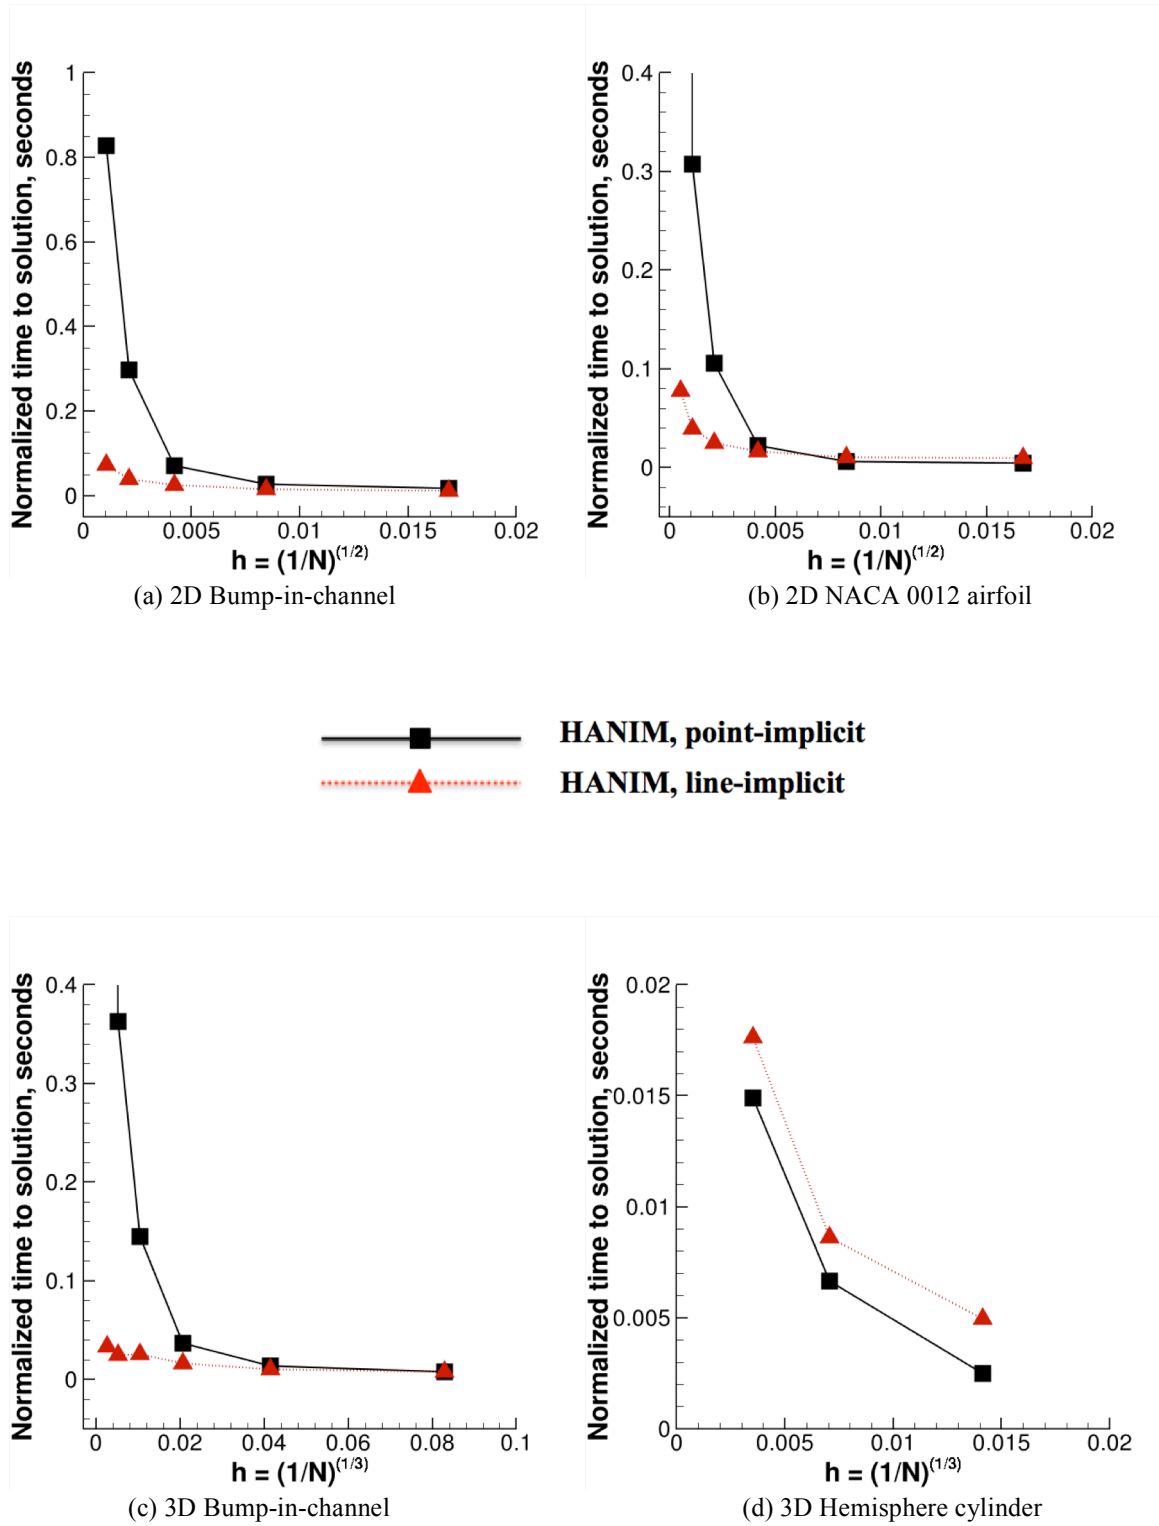 Normalized time to solution, seconds
1
0.8
0.6
0.4
0.2
0
0 0.005 0.01 0.015 0.02
h = (1/N)^(1/2)
(a) 2D Bump-in-channel
Normalized time to solution, seconds
0.4
0.3
0.2
0.1
0
0 0.005 0.01 0.015 0.02
h = (1/N)^(1/2)
(b) 2D NACA 0012 airfoil
HANIM, point-implicit
HANIM, line-implicit
Normalized time to solution, seconds
0.4
0.3
0.2
0.1
0
0 0.02 0.04 0.06 0.08 0.1
h = (1/N)^(1/3)
(c) 3D Bump-in-channel
Normalized time to solution, seconds
0.02
0.015
0.01
0.005
0
0 0.005 0.01 0.015 0.02
h = (1/N)^(1/3)
(d) 3D Hemisphere cylinder